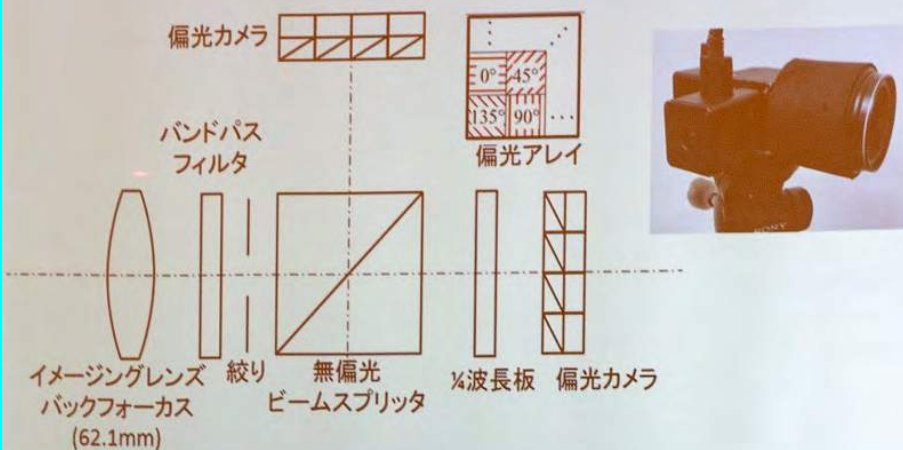 偏光カメラ
0°
45°
135°
90°
偏光アレイ
バンドパス
フィルタ
イメージングレンズ
バックフォーカス
(62.1mm)
絞り
無偏光
ビームスプリッタ
¼波長板
偏光カメラ
SONY